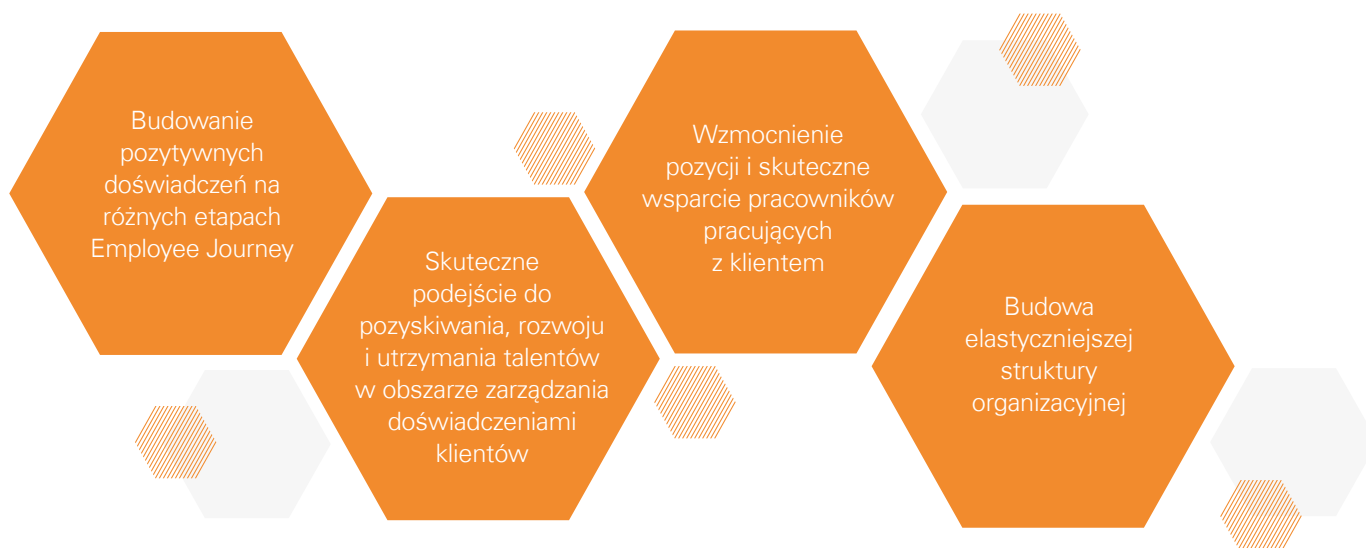 Budowanie
pozytywnych
doświadczeń na
różnych etapach
Employee Journey
Skuteczne
podejście do
pozyskiwania, rozwoju
i utrzymania talentów
w obszarze zarządzania
doświadczeniami
klientów
Wzmocnienie
pozycji i skuteczne
wsparcie pracowników
pracujących
z klientem
Budowa
elastyczniejszej
struktury
organizacyjnej